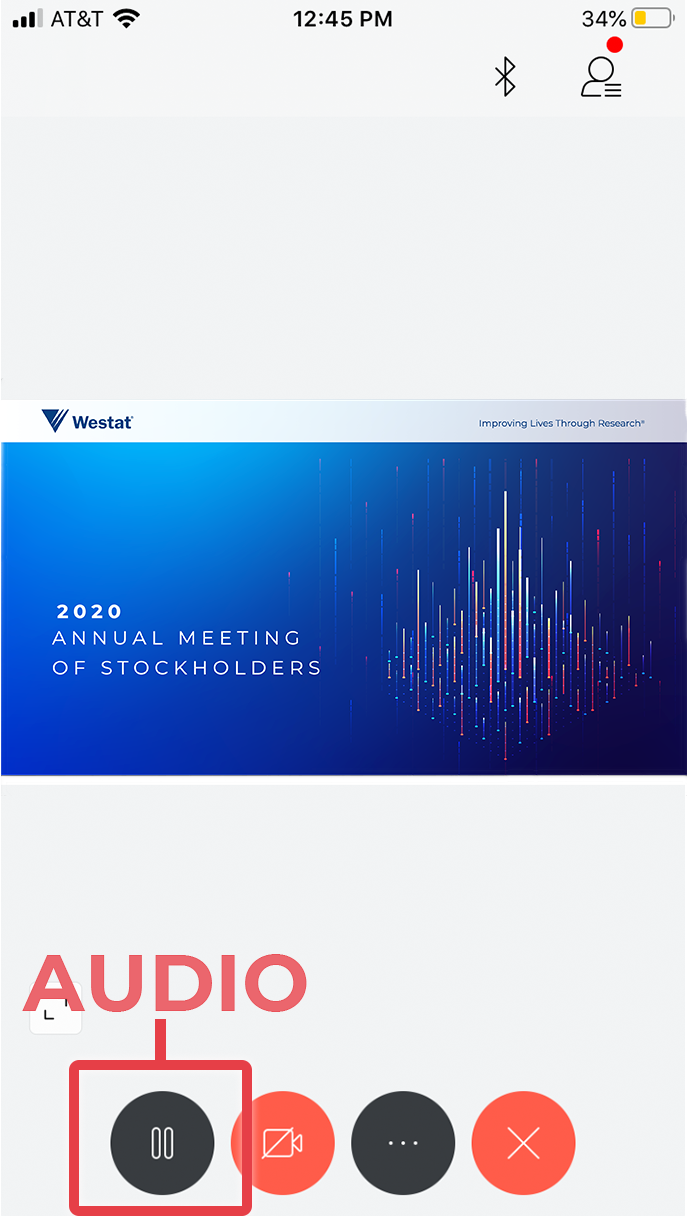 AT&T 12:45 PM 34%
Westat® Improving Lives Through Research®
2020
ANNUAL MEETING
OF STOCKHOLDERS
AUDIO